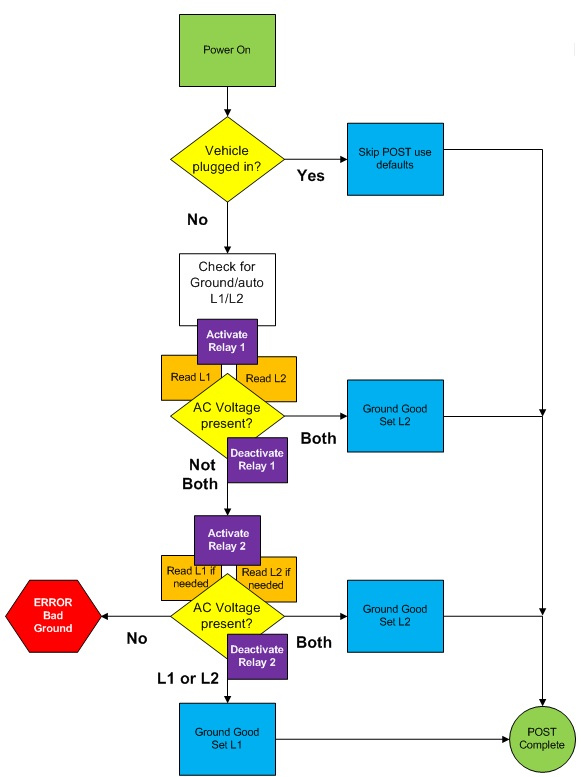 Power On
Vehicle
plugged in?
Skip POST use
defaults
Yes
No
Check for
Ground/auto
L1/L2
Activate
Relay 1
Read L1
Read L2
AC Voltage
present?
Ground Good
Set L2
Both
Deactivate
Relay 1
Not
Both
Activate
Relay 2
Read L1 if
needed
Read L2 if
needed
ERROR
Bad
Ground
AC Voltage
present?
Ground Good
Set L2
No
Both
Deactivate
Relay 2
L1 or L2
Ground Good
Set L1
POST
Complete